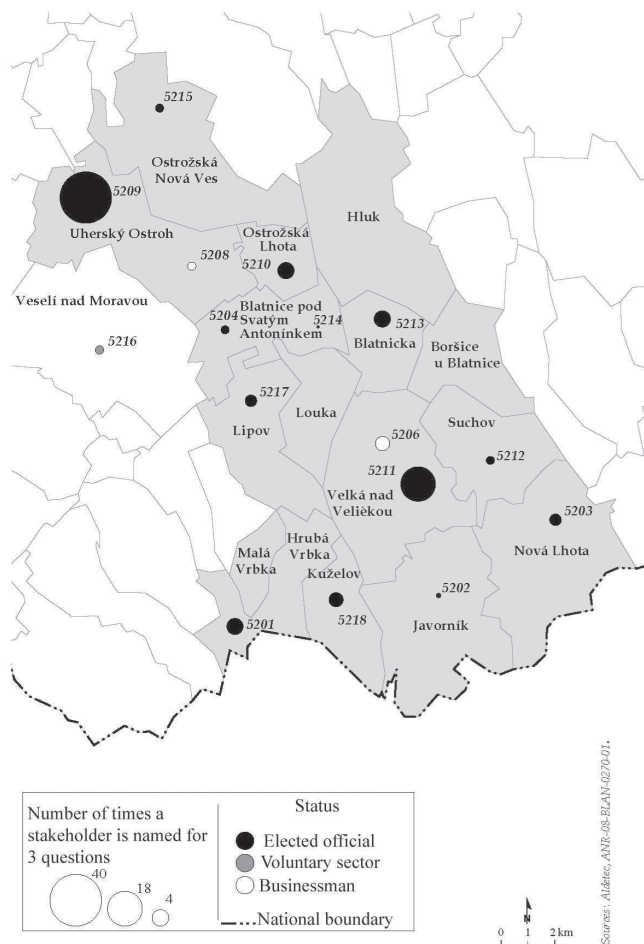 5215
Ostrožská
Nová Ves
5209
Uherský Ostroh
Hluk
5208
Ostrožská
Lhota
5210
Veselí nad Moravou
5216
5204
Blatnice pod
Svatým
Antonínkem
5214
5213
Blatnicka
Boršice
u Blatnice
5217
Lipov
Louka
5206
Suchov
5212
5211
Velká nad
Velièkou
5203
Nová Lhota
Malá
Vrbka
Hrubá
Vrbka
Kuželov
5218
5202
Javorník
5201
Number of times a
stakeholder is named for
3 questions
40
18
4
Status
Elected official
Voluntary sector
Businessman
National boundary
N
0 1 2 km
Sources : Aldetec, ANR-08-BLAN-0270-01.